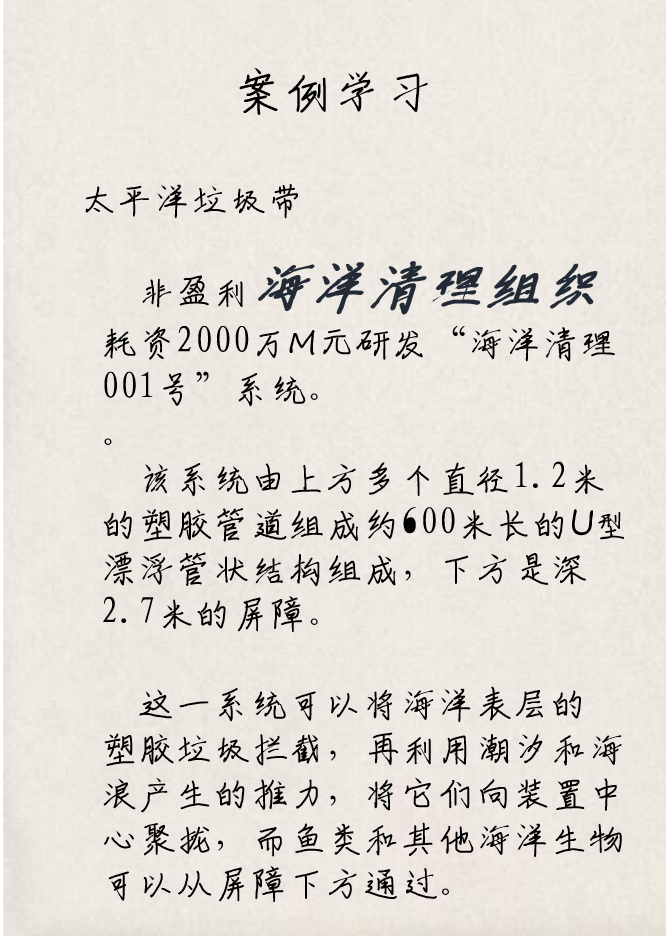 案例学习
太平洋垃圾带
非盈利海洋清理组织
耗资2000万M元研发“海洋清理
001号”系统。
。
该系统由上方多个直径1.2米
的塑胶管道组成约600米长的U型
漂浮管状结构组成，下方是深
2.7米的屏障。
这一系统可以将海洋表层的
塑胶垃圾拦截，再利用潮汐和海
浪产生的推力，将它们向装置中
心聚拢，而鱼类和其他海洋生物
可以从屏障下方通过。